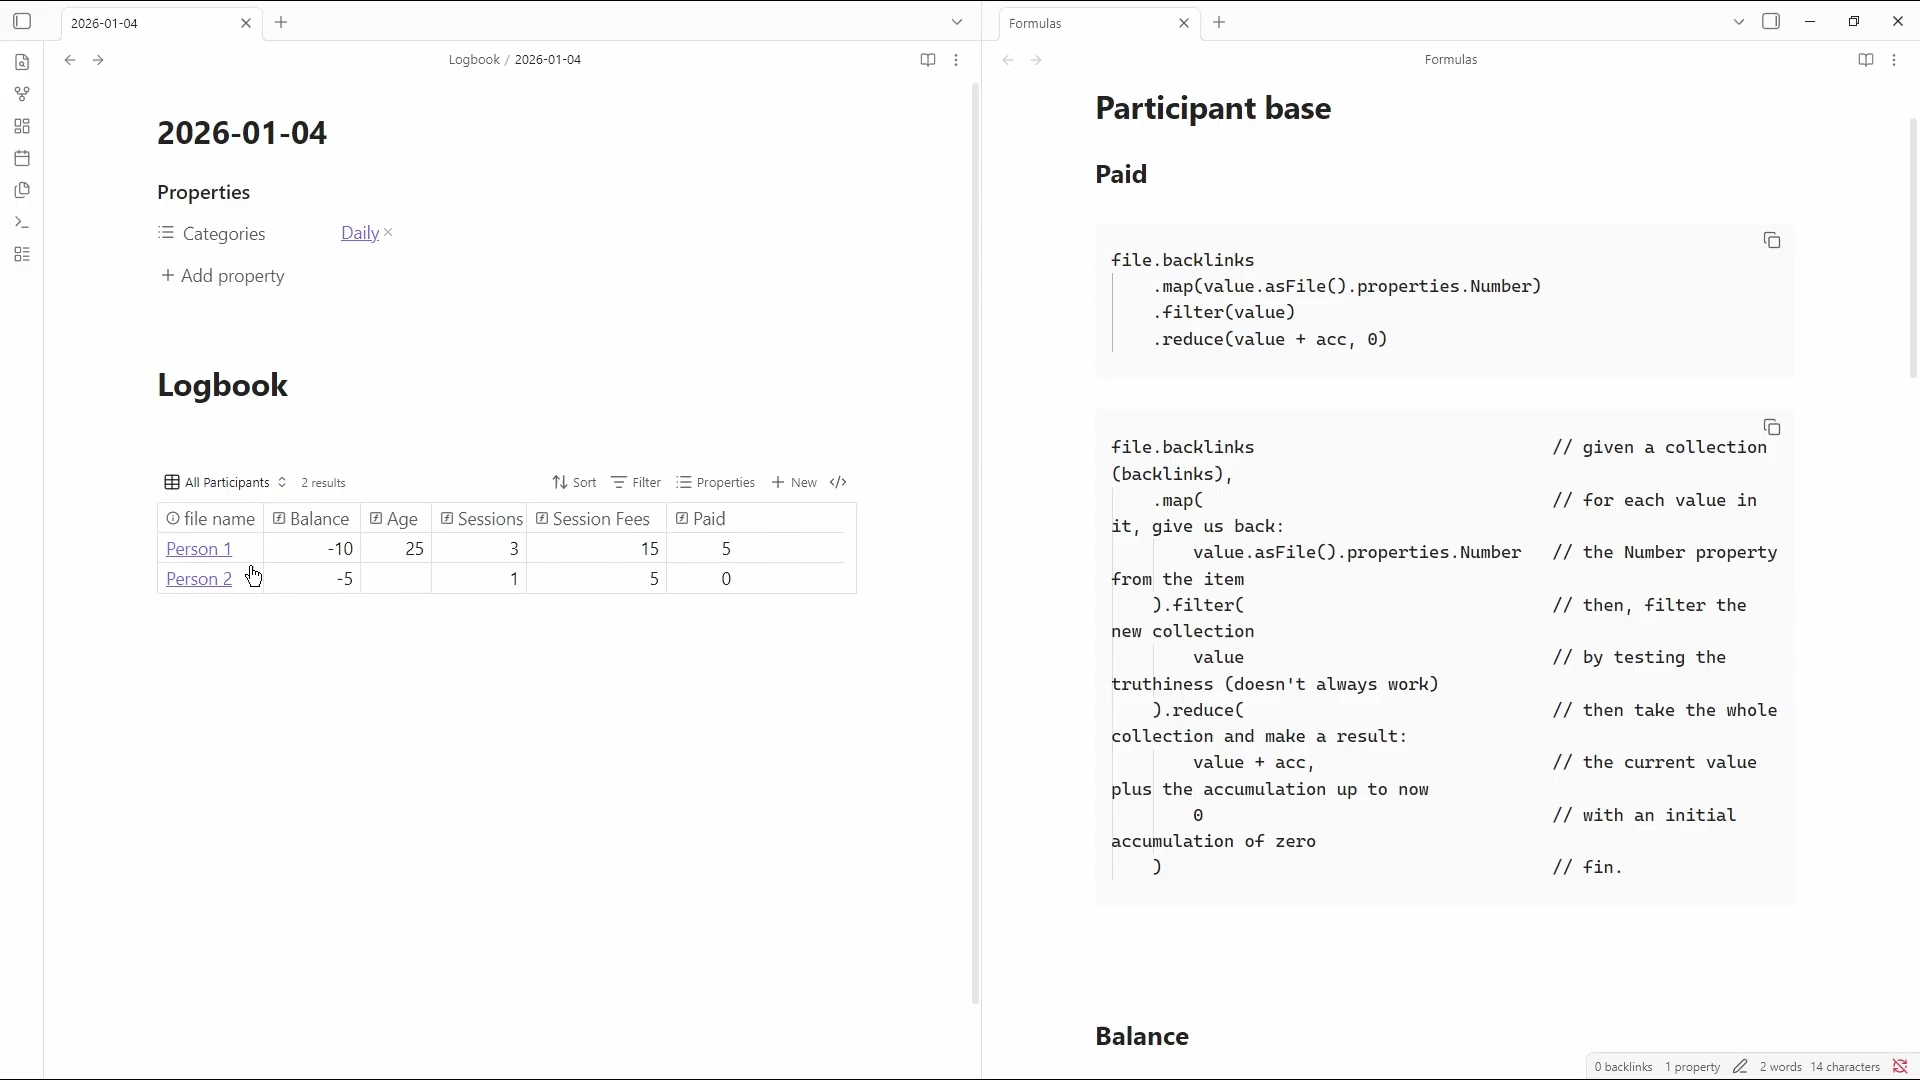 2026-01-04
Formulas
Logbook / 2026-01-04
Formulas
2026-01-04
Properties
Categories Daily
+ Add property
Logbook
All Participants 2 results Sort Filter Properties + New </>
file name Balance Age Sessions Session Fees Paid
Person 1 -10 25 3 15 5
Person 2 -5 1 5 0
Participant base
Paid
file.backlinks
.map(value.asFile().properties.Number)
.filter(value)
.reduce(value + acc, 0)
file.backlinks // given a collection
(backlinks),
.map( // for each value in
it, give us back:
value.asFile().properties.Number // the Number property
from the item
).filter( // then, filter the
new collection
value // by testing the
truthiness (doesn't always work)
).reduce( // then take the whole
collection and make a result:
value + acc, // the current value
plus the accumulation up to now
0 // with an initial
accumulation of zero
) // fin.
Balance
0 backlinks 1 property 2 words 14 characters